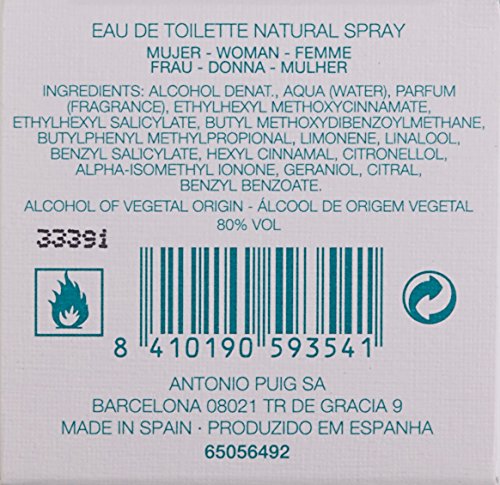 EAU DE TOILETTE NATURAL SPRAY
MUJER - WOMAN - FEMME
FRAU - DONNA - MULHER
INGREDIENTS: ALCOHOL DENAT., AQUA (WATER), PARFUM
(FRAGRANCE), ETHYLHEXYL METHOXYCINNAMATE,
ETHYLHEXYL SALICYLATE, BUTYL METHOXYDIBENZOYLMETHANE,
BUTYLPHENYL METHYLPROPIONAL, LIMONENE, LINALOOL,
BENZYL SALICYLATE, HEXYL CINNAMAL, CITRONELLOL,
ALPHA-ISOMETHYL IONONE, GERANIOL, CITRAL,
BENZYL BENZOATE.
ALCOHOL OF VEGETAL ORIGIN - ÁLCOOL DE ORIGEM VEGETAL
80% VOL
3339i
8 410190 593541
ANTONIO PUIG SA
BARCELONA 08021 TR DE GRACIA 9
MADE IN SPAIN · PRODUZIDO EM ESPANHA
65056492